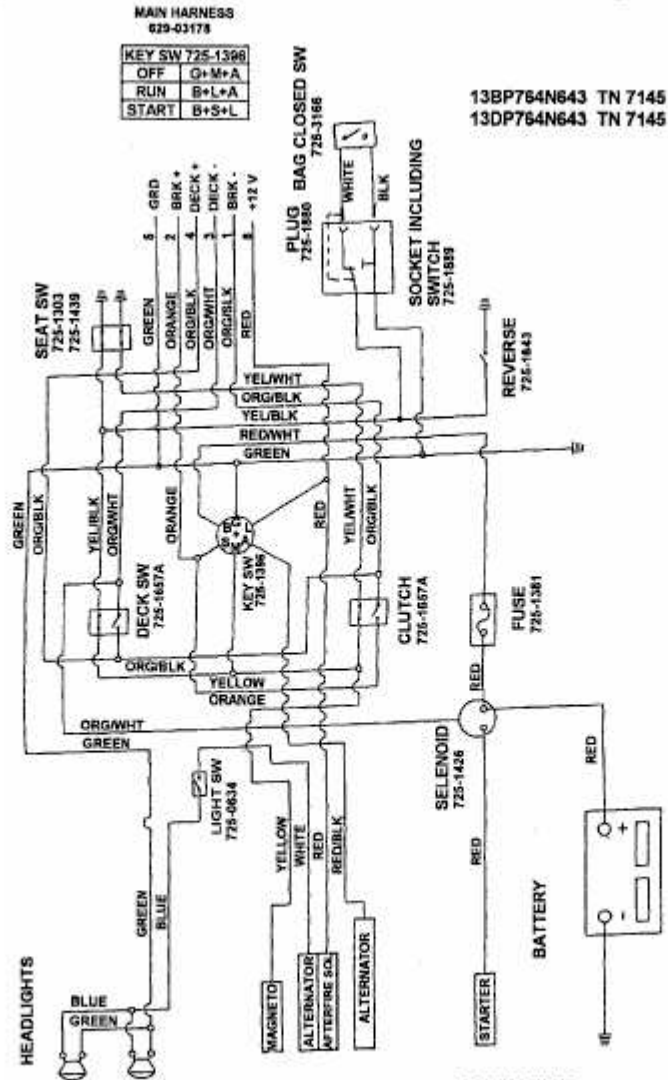 MAIN HARNESS
629-03178
KEY SW 725-1396
OFF G+M+A
RUN B+L+A
START B+S+L
13BP764N643 TN 7145
13DP764N643 TN 7145
BAG CLOSED SW
725-3166
WHITE
BLK
PLUG
725-1880
SOCKET INCLUDING
SWITCH
725-1889
SEAT SW
725-1303
725-1439
5 GRD
2 BRK +
4 DECK +
3 DECK -
1 BRK -
+12 V
GREEN
ORANGE
ORG/BLK
ORG/WHT
ORG/BLK
RED
YEL/WHT
ORG/BLK
YEL/BLK
RED/WHT
GREEN
REVERSE
725-1643
GREEN
ORG/BLK
YEL/BLK
ORG/WHT
ORANGE
RED
YEL/WHT
ORG/BLK
B G L S M A
KEY SW
725-1396
DECK SW
725-1657A
CLUTCH
725-1657A
FUSE
725-1381
ORG/BLK
YELLOW
ORANGE
RED
ORG/WHT
GREEN
SELENOID
725-1426
RED
LIGHT SW
725-0634
YELLOW
WHITE
RED
RED/BLK
RED
GREEN
BLUE
BATTERY
+
-
HEADLIGHTS
BLUE
GREEN
MAGNETO
ALTERNATOR
AFTERFIRE SOL
ALTERNATOR
STARTER